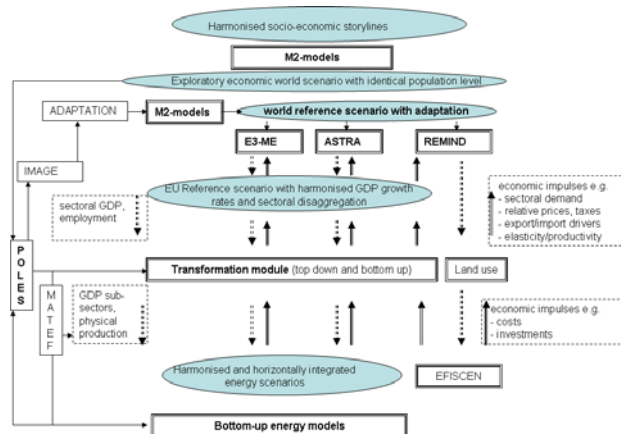 Harmonised socio-economic storylines
M2-models
Exploratory economic world scenario with identical population level
ADAPTATION
M2-models
world reference scenario with adaptation
E3-ME
ASTRA
REMIND
IMAGE
EU Reference scenario with harmonised GDP growth
rates and sectoral disaggregation
sectoral GDP,
employment
economic impulses e.g.
- sectoral demand
- relative prices, taxes
- export/import drivers
- elasticity/productivity
POLES
Transformation module (top down and bottom up)
Land use
MATEF
GDP sub-
sectors,
physical
production
economic impulses e.g.
- costs
- investments
Harmonised and horizontally integrated
energy scenarios
EFISCEN
Bottom-up energy models